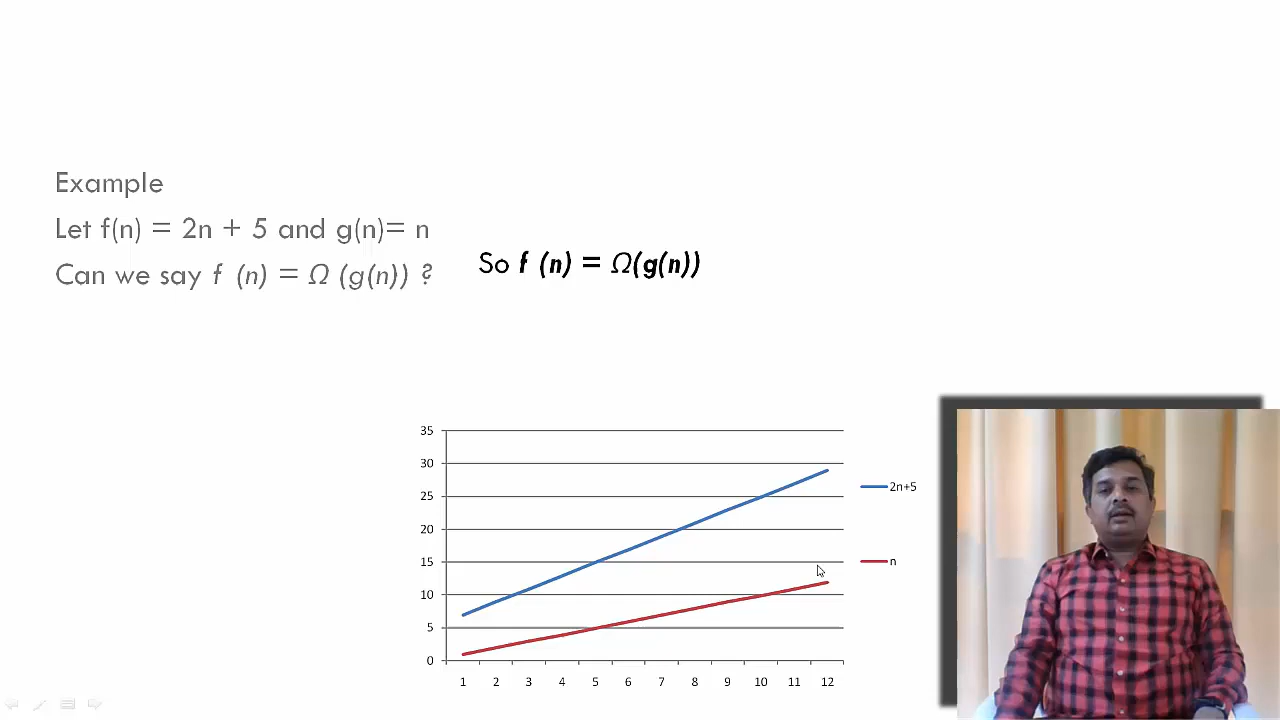 Example
Let f(n) = 2n + 5 and g(n)= n
Can we say f (n) = Ω (g(n)) ?
So f (n) = Ω(g(n))
35
30
25
20
15
10
5
0
1 2 3 4 5 6 7 8 9 10 11 12
2n+5
n